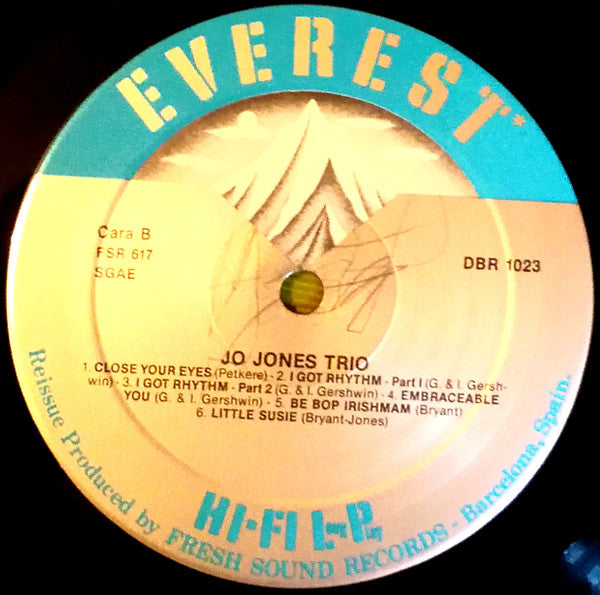 EVEREST
Cara B
FSR 617
SGAE
DBR 1023
JO JONES TRIO
1. CLOSE YOUR EYES (Petkere) - 2. I GOT RHYTHM - Part I (G. & I. Gersh-
win) - 3. I GOT RHYTHM - Part 2 (G. & I. Gershwin) - 4. EMBRACEABLE
YOU (G. & I. Gershwin) - 5. BE BOP IRISHMAM (Bryant)
6. LITTLE SUSIE (Bryant-Jones)
HI-FI L.P.
Reissue Produced by FRESH SOUND RECORDS - Barcelona, Spain.